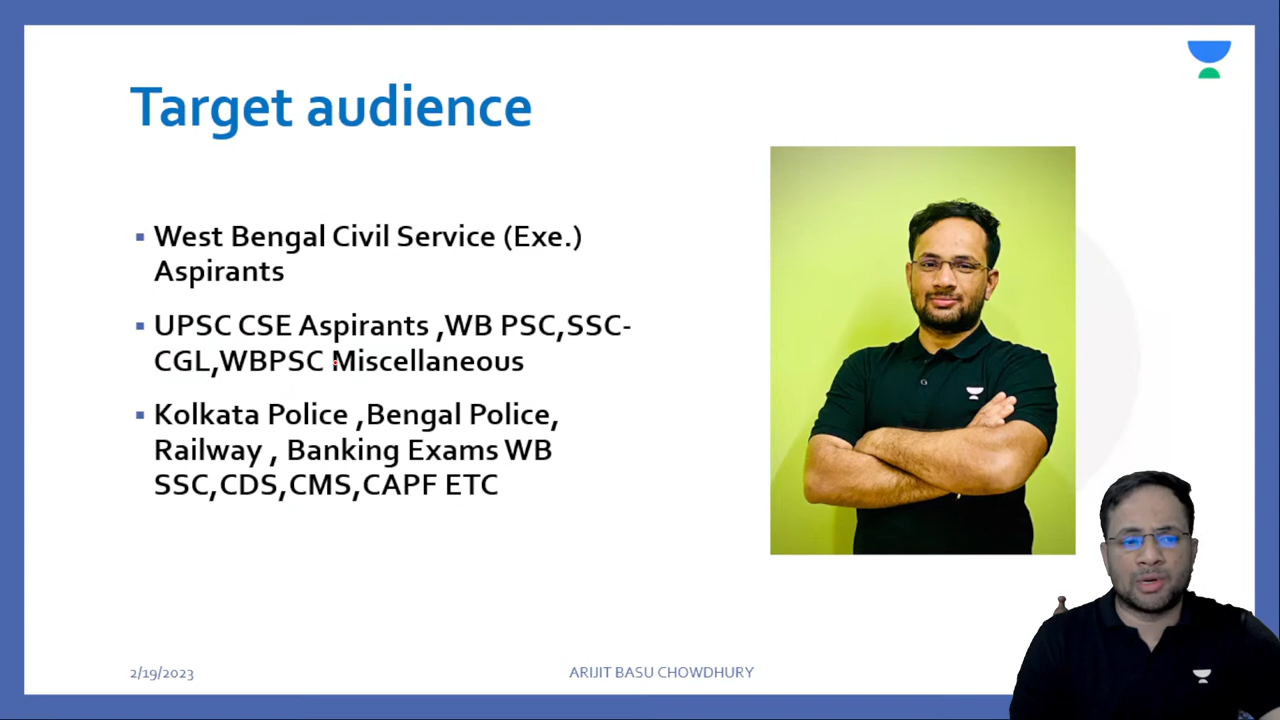 Target audience
West Bengal Civil Service (Exe.)
Aspirants
UPSC CSE Aspirants ,WB PSC,SSC-
CGL,WBPSC Miscellaneous
Kolkata Police ,Bengal Police,
Railway , Banking Exams WB
SSC,CDS,CMS,CAPF ETC
2/19/2023
ARIJIT BASU CHOWDHURY